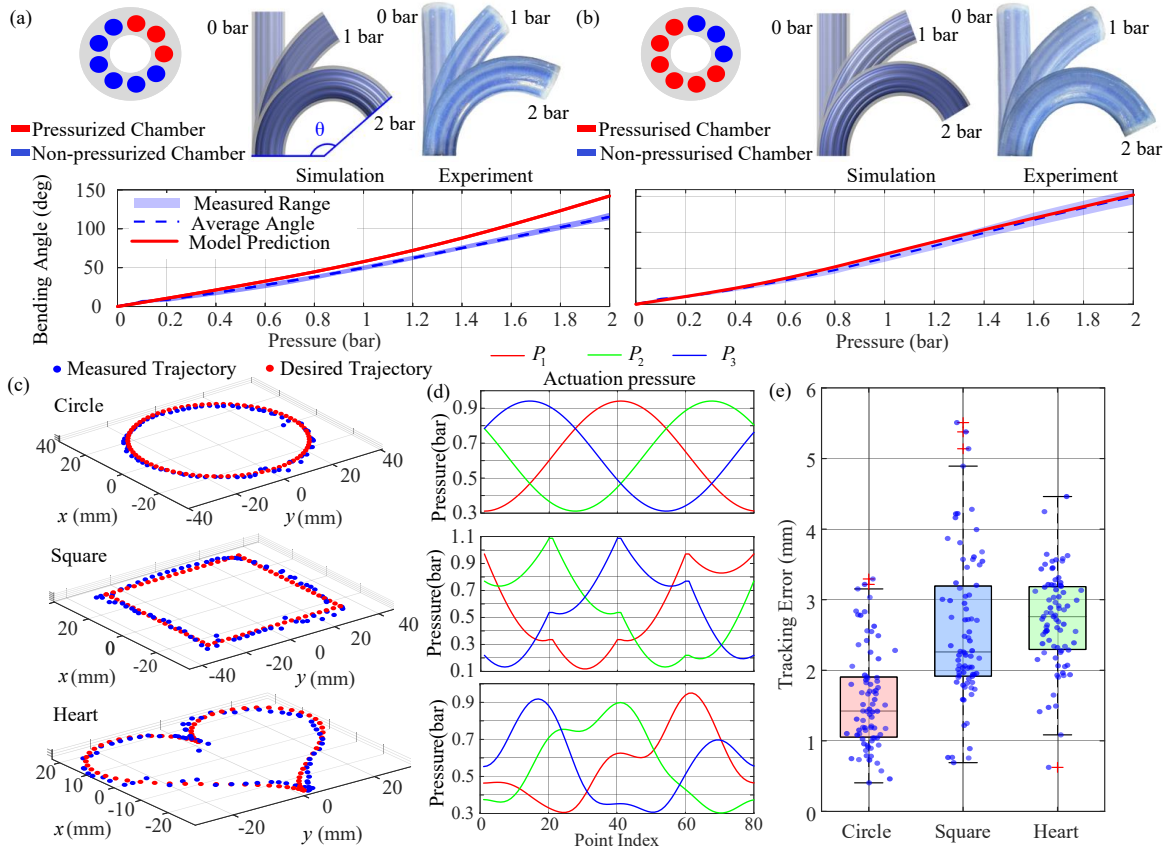 (a)
0 bar
1 bar
2 bar
θ
0 bar
1 bar
2 bar
Pressurized Chamber
Non-pressurized Chamber
Simulation
Experiment
(b)
0 bar
1 bar
2 bar
0 bar
1 bar
2 bar
Pressurised Chamber
Non-pressurised Chamber
Simulation
Experiment
Bending Angle (deg)
150
100
50
0
Measured Range
Average Angle
Model Prediction
0 0.2 0.4 0.6 0.8 1 1.2 1.4 1.6 1.8 2
Pressure (bar)
0 0.2 0.4 0.6 0.8 1 1.2 1.4 1.6 1.8 2
Pressure (bar)
P1 P2 P3
(c)
Measured Trajectory
Desired Trajectory
Circle
40 20 0 -20
x (mm)
-40 -20 0 20 40
y (mm)
Square
20 0 -20
x (mm)
-40 -20 0 20 40
y (mm)
Heart
20 10 0 -10 -20
x (mm)
0 20
y (mm)
(d)
Actuation pressure
Pressure(bar)
0.9
0.7
0.5
0.3
Pressure(bar)
1.1
0.9
0.7
0.5
0.3
0.1
Pressure(bar)
0.9
0.7
0.5
0.3
0 20 40 60 80
Point Index
(e)
Tracking Error (mm)
6
5
4
3
2
1
0
Circle Square Heart